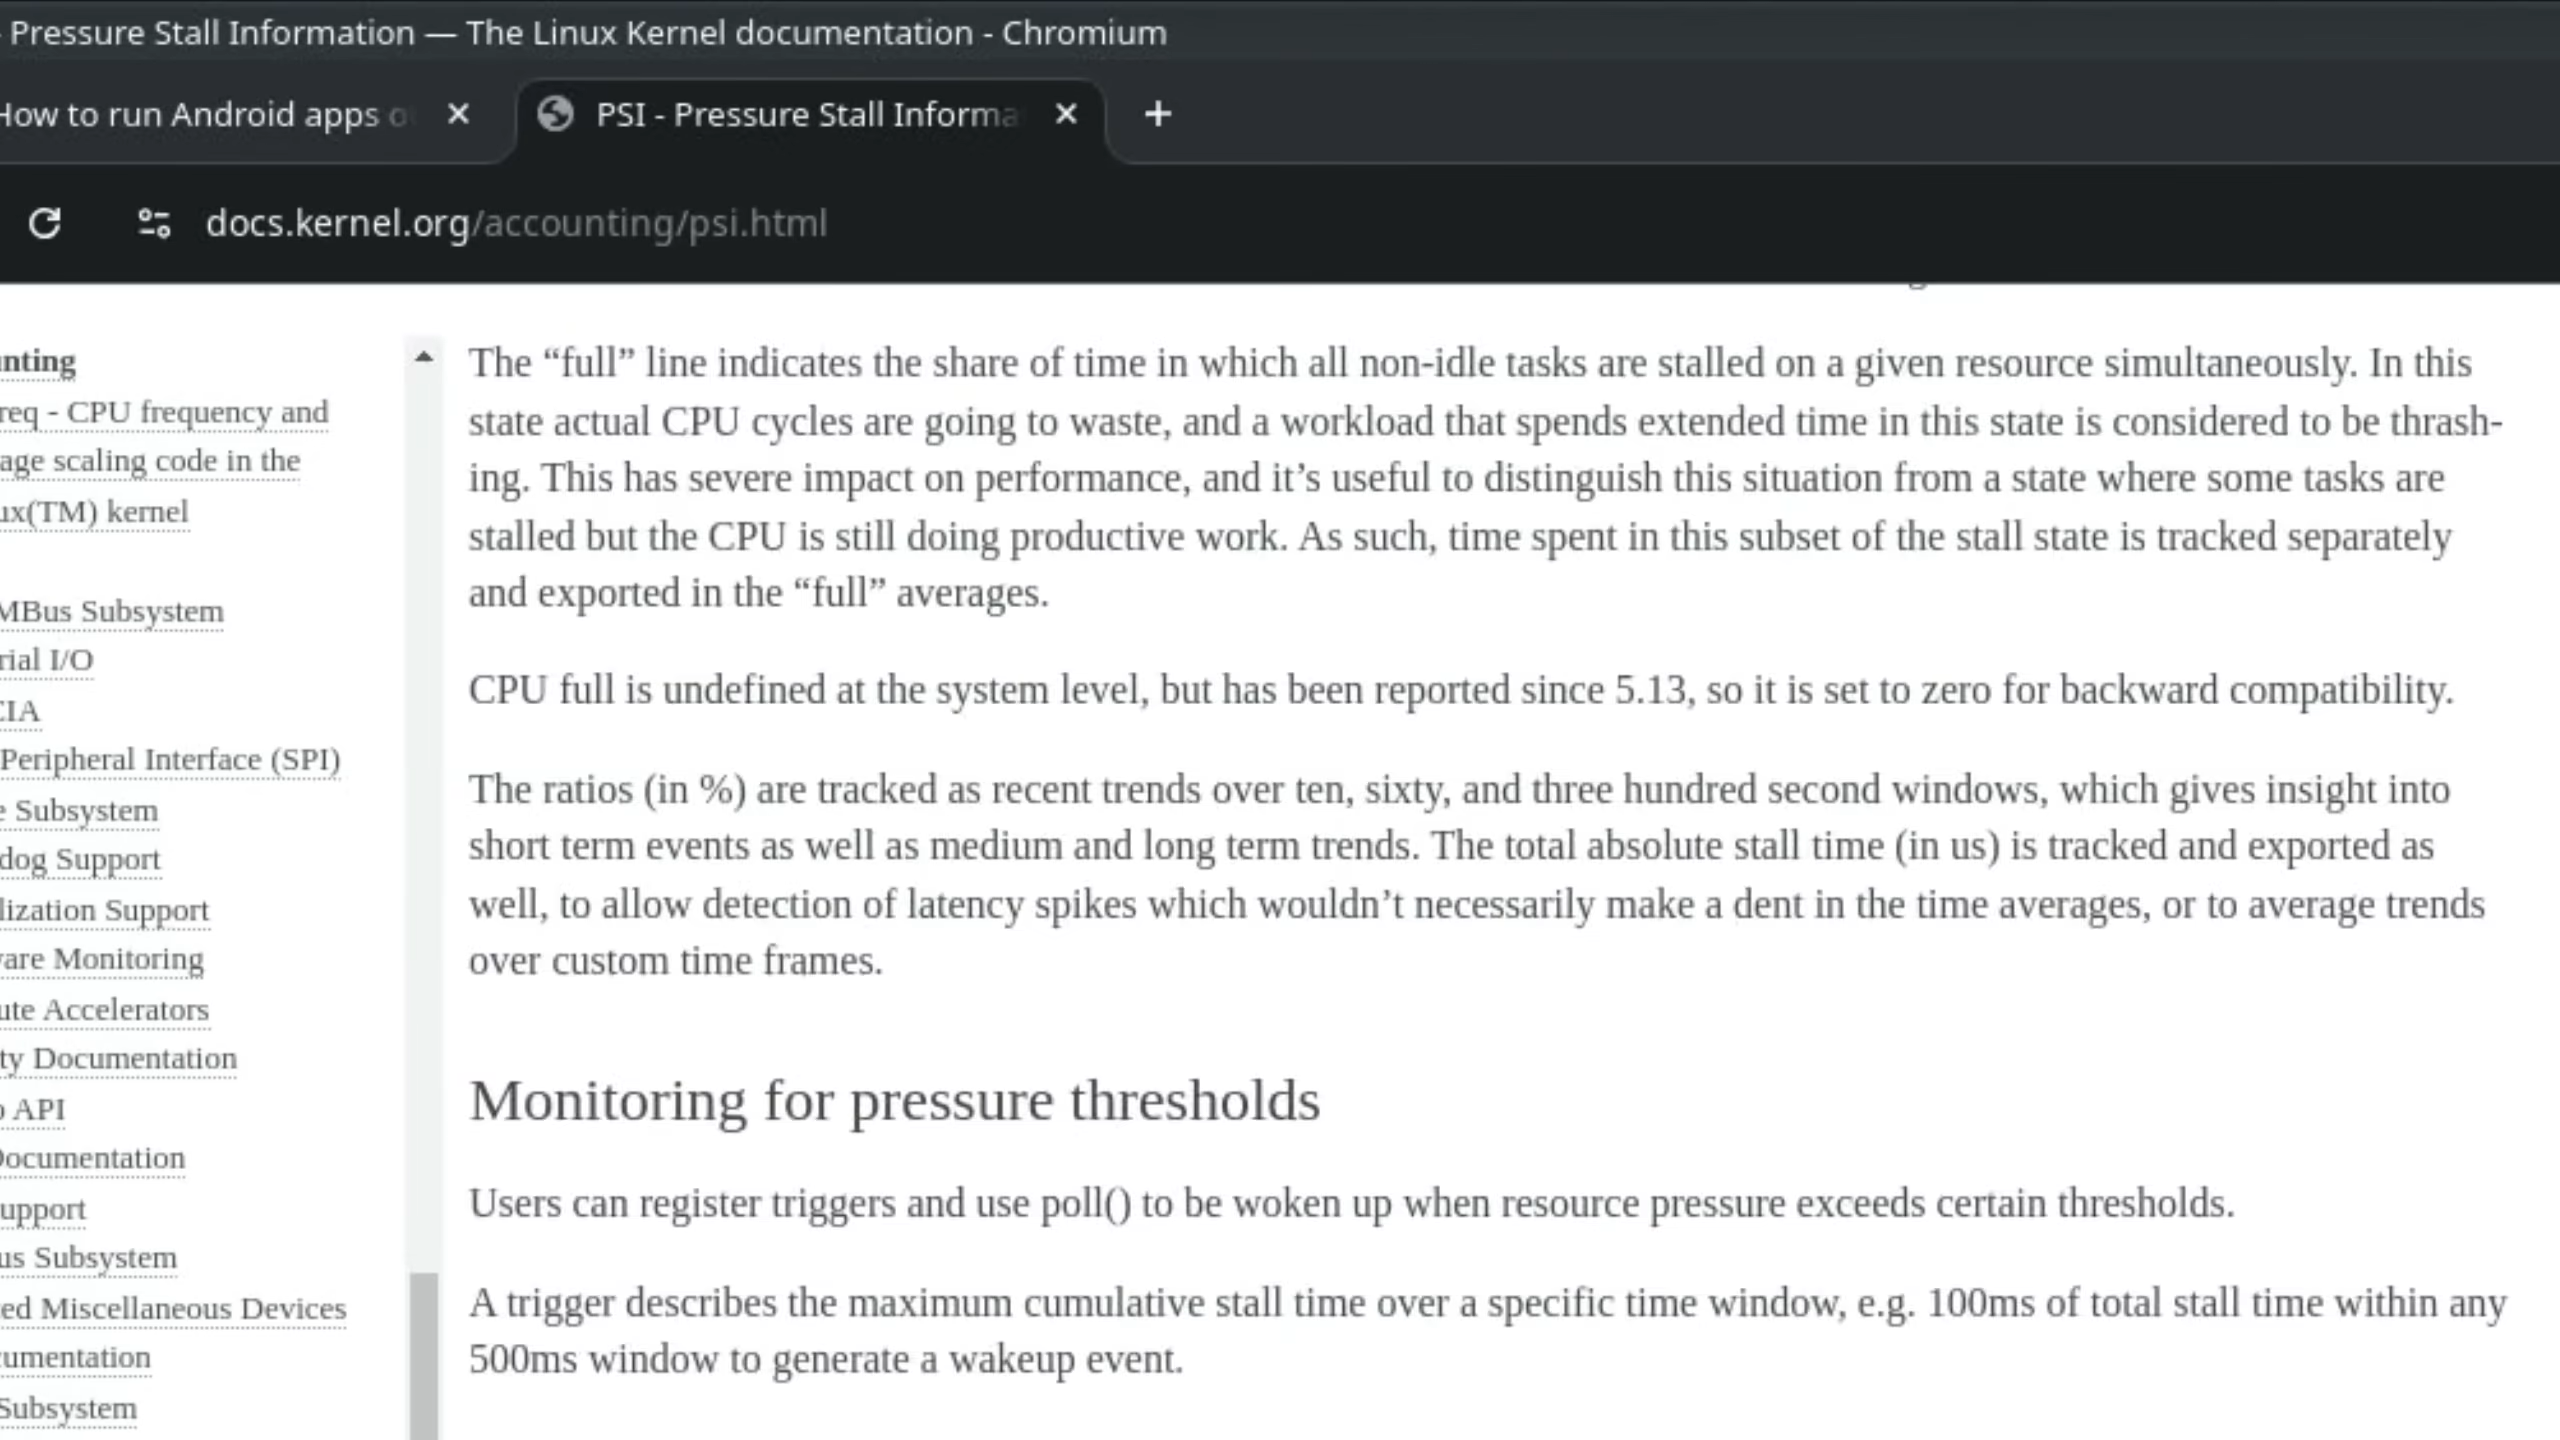 Pressure Stall Information — The Linux Kernel documentation - Chromium
How to run Android apps
PSI - Pressure Stall Informa
docs.kernel.org/accounting/psi.html
nting
req - CPU frequency and
age scaling code in the
ux(TM) kernel
MBus Subsystem
rial I/O
CIA
Peripheral Interface (SPI)
e Subsystem
dog Support
lization Support
are Monitoring
ute Accelerators
ty Documentation
o API
Documentation
upport
us Subsystem
ed Miscellaneous Devices
umentation
Subsystem
The “full” line indicates the share of time in which all non-idle tasks are stalled on a given resource simultaneously. In this
state actual CPU cycles are going to waste, and a workload that spends extended time in this state is considered to be thrash-
ing. This has severe impact on performance, and it’s useful to distinguish this situation from a state where some tasks are
stalled but the CPU is still doing productive work. As such, time spent in this subset of the stall state is tracked separately
and exported in the “full” averages.
CPU full is undefined at the system level, but has been reported since 5.13, so it is set to zero for backward compatibility.
The ratios (in %) are tracked as recent trends over ten, sixty, and three hundred second windows, which gives insight into
short term events as well as medium and long term trends. The total absolute stall time (in us) is tracked and exported as
well, to allow detection of latency spikes which wouldn’t necessarily make a dent in the time averages, or to average trends
over custom time frames.
Monitoring for pressure thresholds
Users can register triggers and use poll() to be woken up when resource pressure exceeds certain thresholds.
A trigger describes the maximum cumulative stall time over a specific time window, e.g. 100ms of total stall time within any
500ms window to generate a wakeup event.